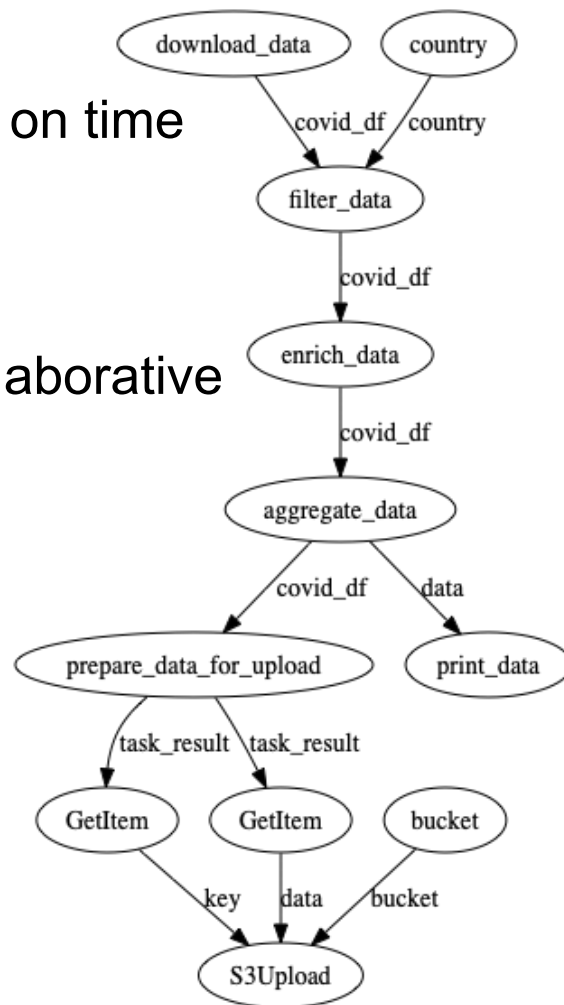 download_data country
on time
covid_df country
filter_data
covid_df
enrich_data
aborative
covid_df
aggregate_data
covid_df data
prepare_data_for_upload print_data
task_result task_result
GetItem GetItem bucket
key data bucket
S3Upload